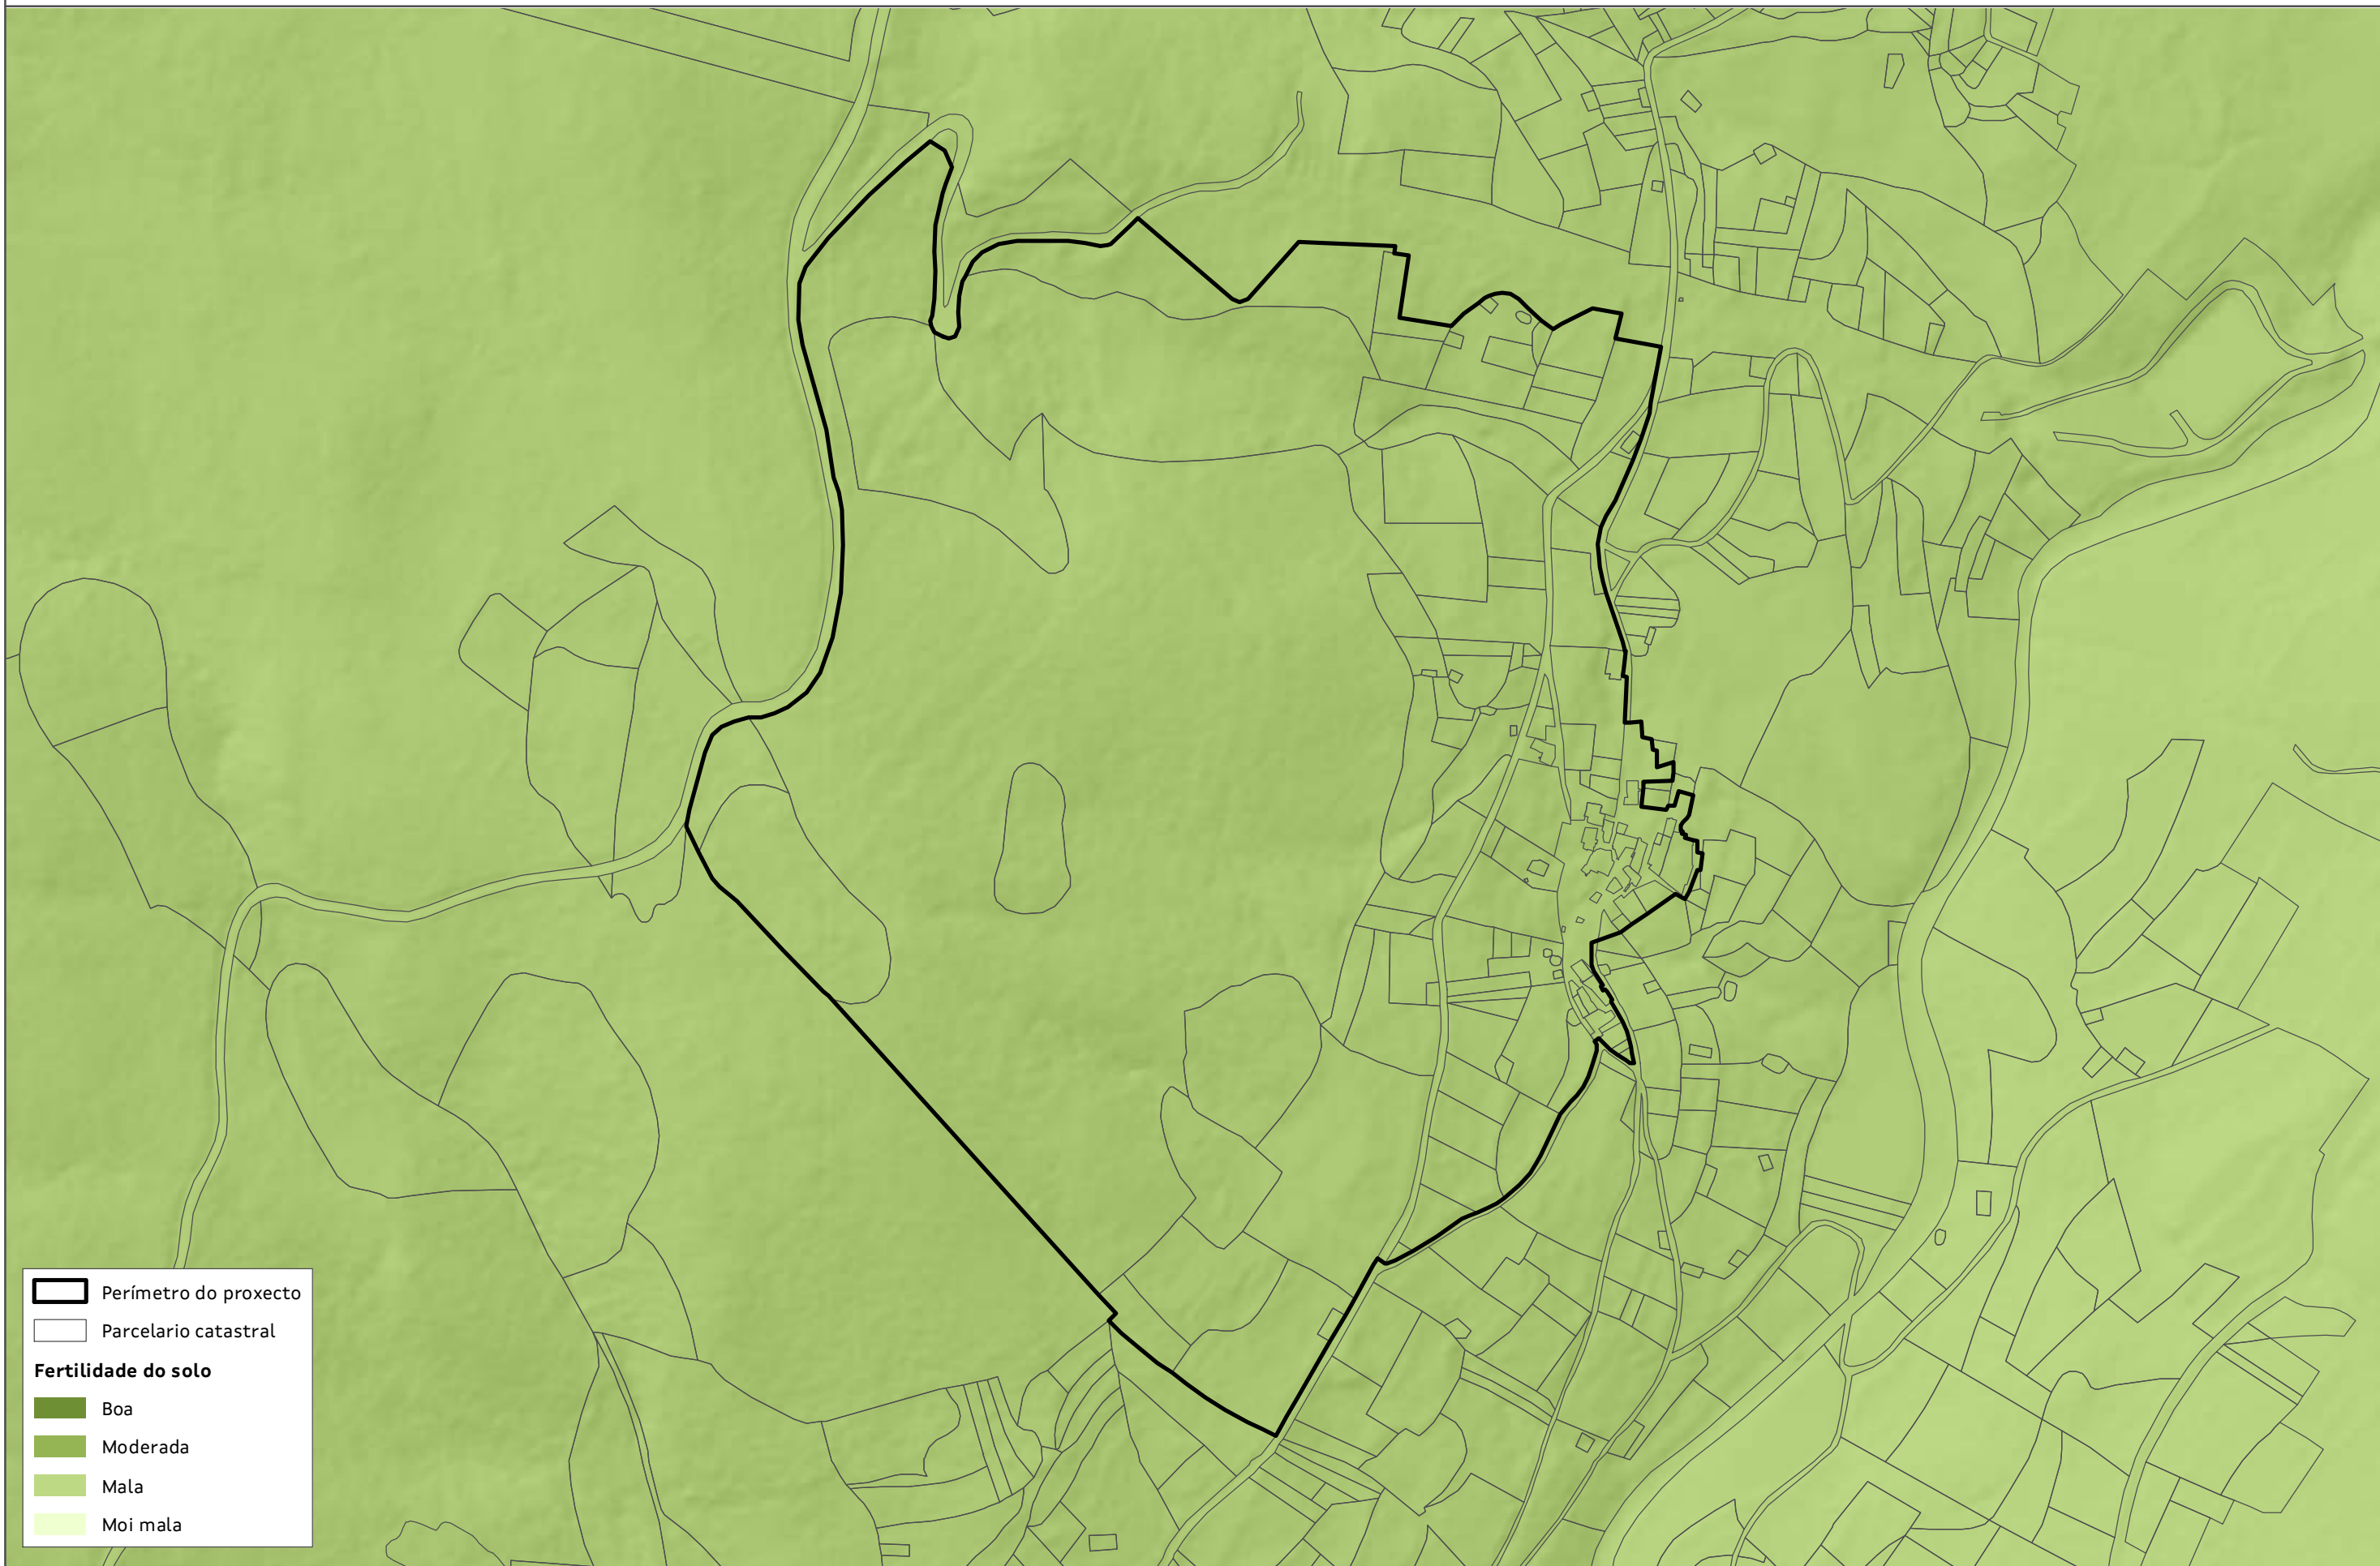 Perímetro do proxecto
Parcelario catastral
Fertilidade do solo
Boa
Moderada
Mala
Moi mala